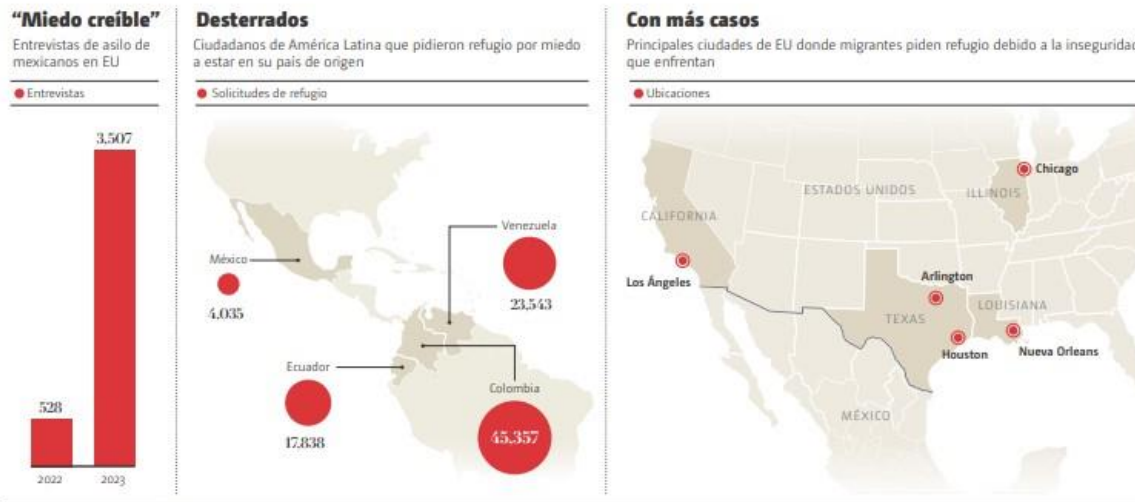 “Miedo creíble”
Entrevistas de asilo de
mexicanos en EU
Entrevistas
3,507
528
2022
2023
Desterrados
Ciudadanos de América Latina que pidieron refugio por miedo
a estar en su país de origen
Solicitudes de refugio
Venezuela
23,543
México
4,035
Ecuador
17,838
Colombia
45,357
Con más casos
Principales ciudades de EU donde migrantes piden refugio debido a la inseguridad
que enfrentan
Ubicaciones
Chicago
ESTADOS UNIDOS
ILLINOIS
CALIFORNIA
Los Ángeles
Arlington
LOUISIANA
TEXAS
Houston
Nueva Orleans
MÉXICO